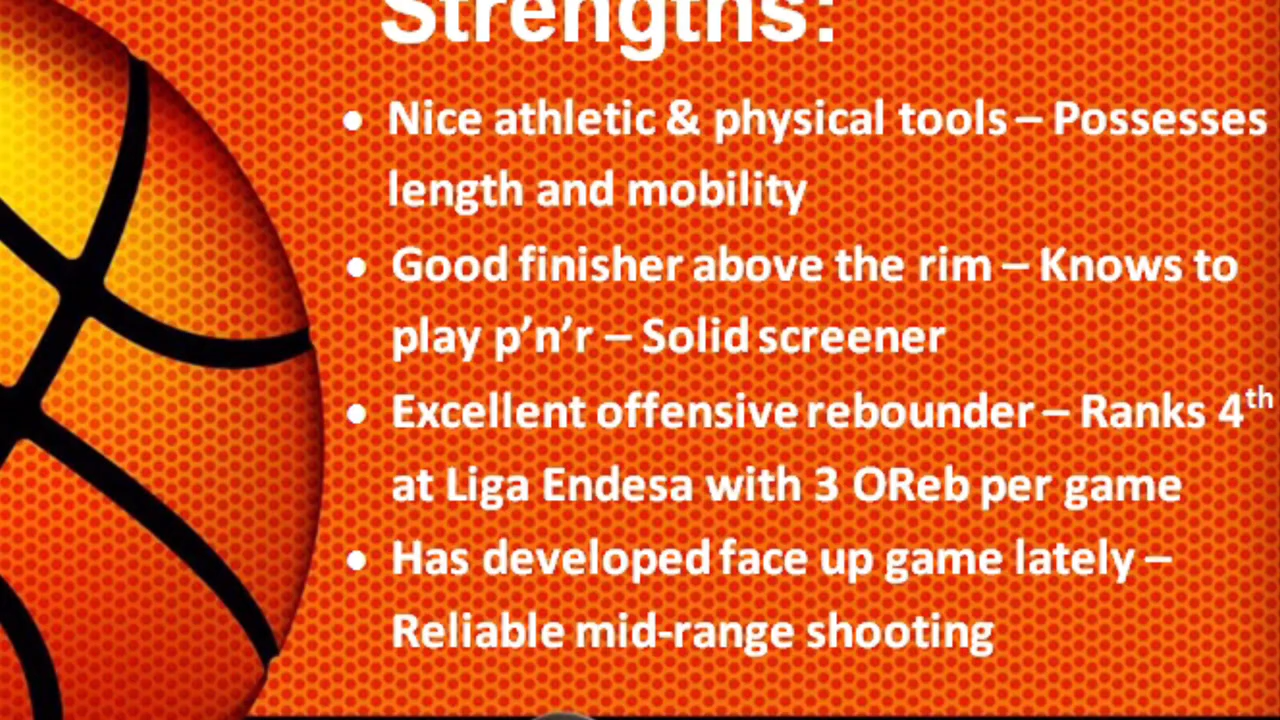 Strengths:
• Nice athletic & physical tools – Possesses
length and mobility
• Good finisher above the rim – Knows to
play p’n’r – Solid screener
• Excellent offensive rebounder – Ranks 4th
at Liga Endesa with 3 OReb per game
• Has developed face up game lately –
Reliable mid-range shooting